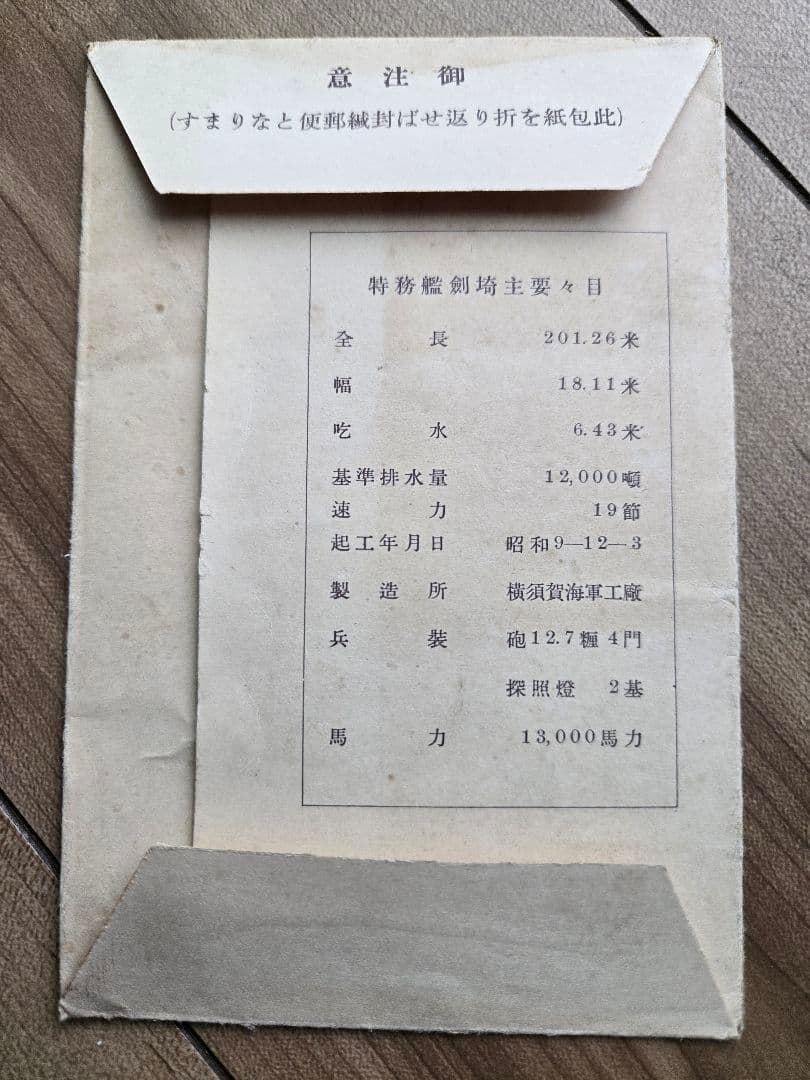 御注意
(此包紙を折り返せば封緘郵便となります)
特務艦劍埼主要々目
全長 201.26米
幅 18.11米
吃水 6.43米
基準排水量 12,000噸
速力 19節
起工年月日 昭和9—12—3
製造所 横須賀海軍工廠
兵裝 砲12.7糎4門
探照燈 2基
馬力 13,000馬力